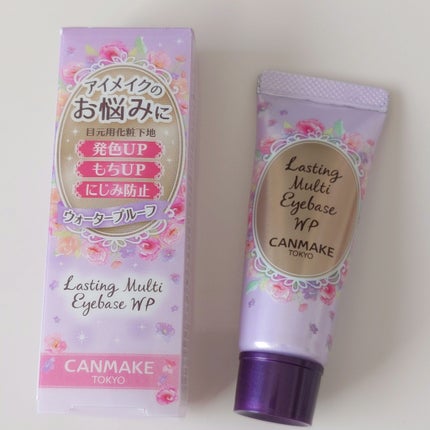 アイメイクの
お悩みに
目元用化粧下地
発色UP
もちUP
にじみ防止
ウォータープルーフ
Lasting Multi
Eyebase WP
CANMAKE
TOKYO
Lasting
Multi
Eyebase
WP
CANMAKE
TOKYO